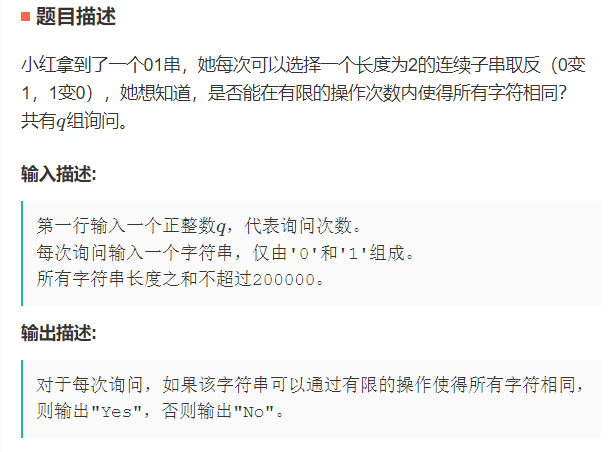 题目描述
小红拿到了一个01串，她每次可以选择一个长度为2的连续子串取反（0变
1，1变0），她想知道，是否能在有限的操作次数内使得所有字符相同？
共有q组询问。
输入描述:
第一行输入一个正整数q，代表询问次数。
每次询问输入一个字符串，仅由'0'和'1'组成。
所有字符串长度之和不超过200000。
输出描述:
对于每次询问，如果该字符串可以通过有限的操作使得所有字符相同，
则输出"Yes"，否则输出"No"。